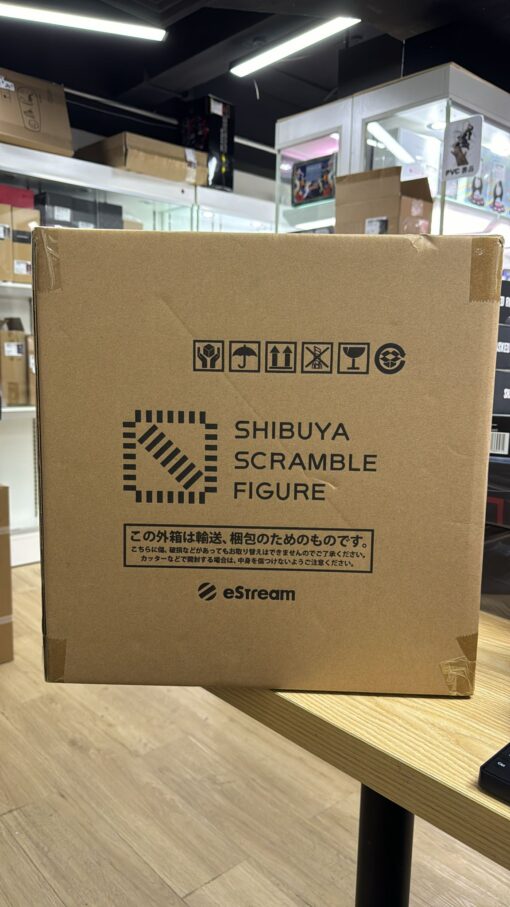 PVC
SHIBUYA
SCRAMBLE
FIGURE
この外箱は輸送、梱包のためのものです。
こちらに傷、破損などがあってもお取り替えはできませんのでご了承ください。
カッターなどで開封する場合は、中身を傷つけないようご注意ください。
eStream